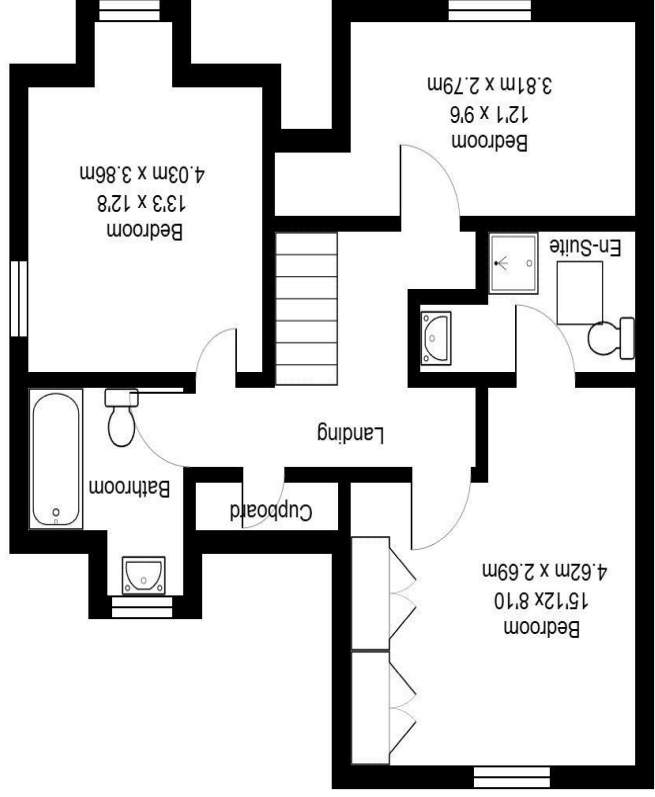 Bedroom
15'12x 8'10
4.62m x 2.69m
Cupboard
Bathroom
Landing
En-Suite
Bedroom
13'3 x 12'8
4.03m x 3.86m
Bedroom
12'1 x 9'6
3.81m x 2.79m